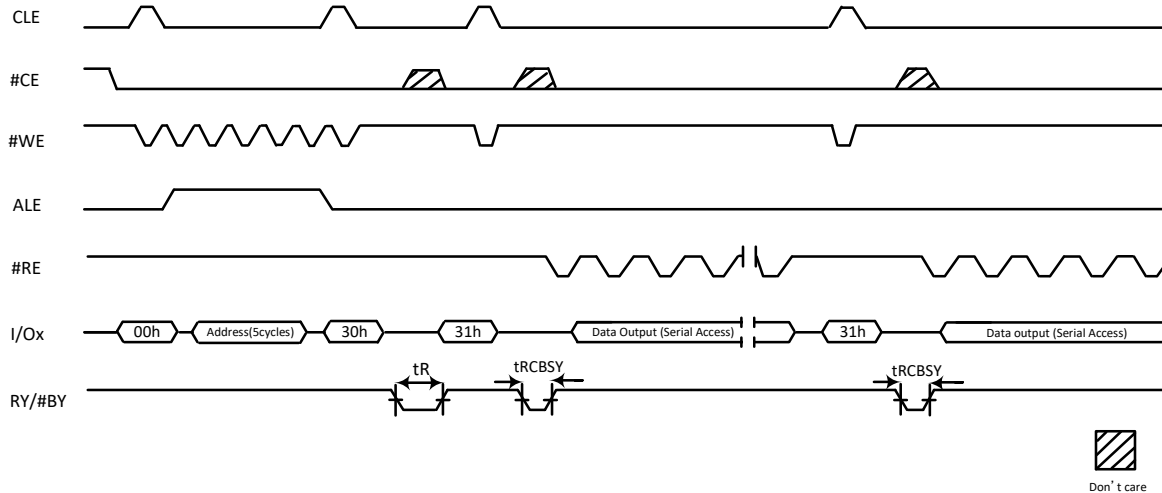 CLE
#CE
#WE
ALE
#RE
I/Ox 00h Address(5cycles) 30h 31h Data Output (Serial Access) 31h Data output (Serial Access)
tR tRCBSY tRCBSY
RY/#BY
Don’t care